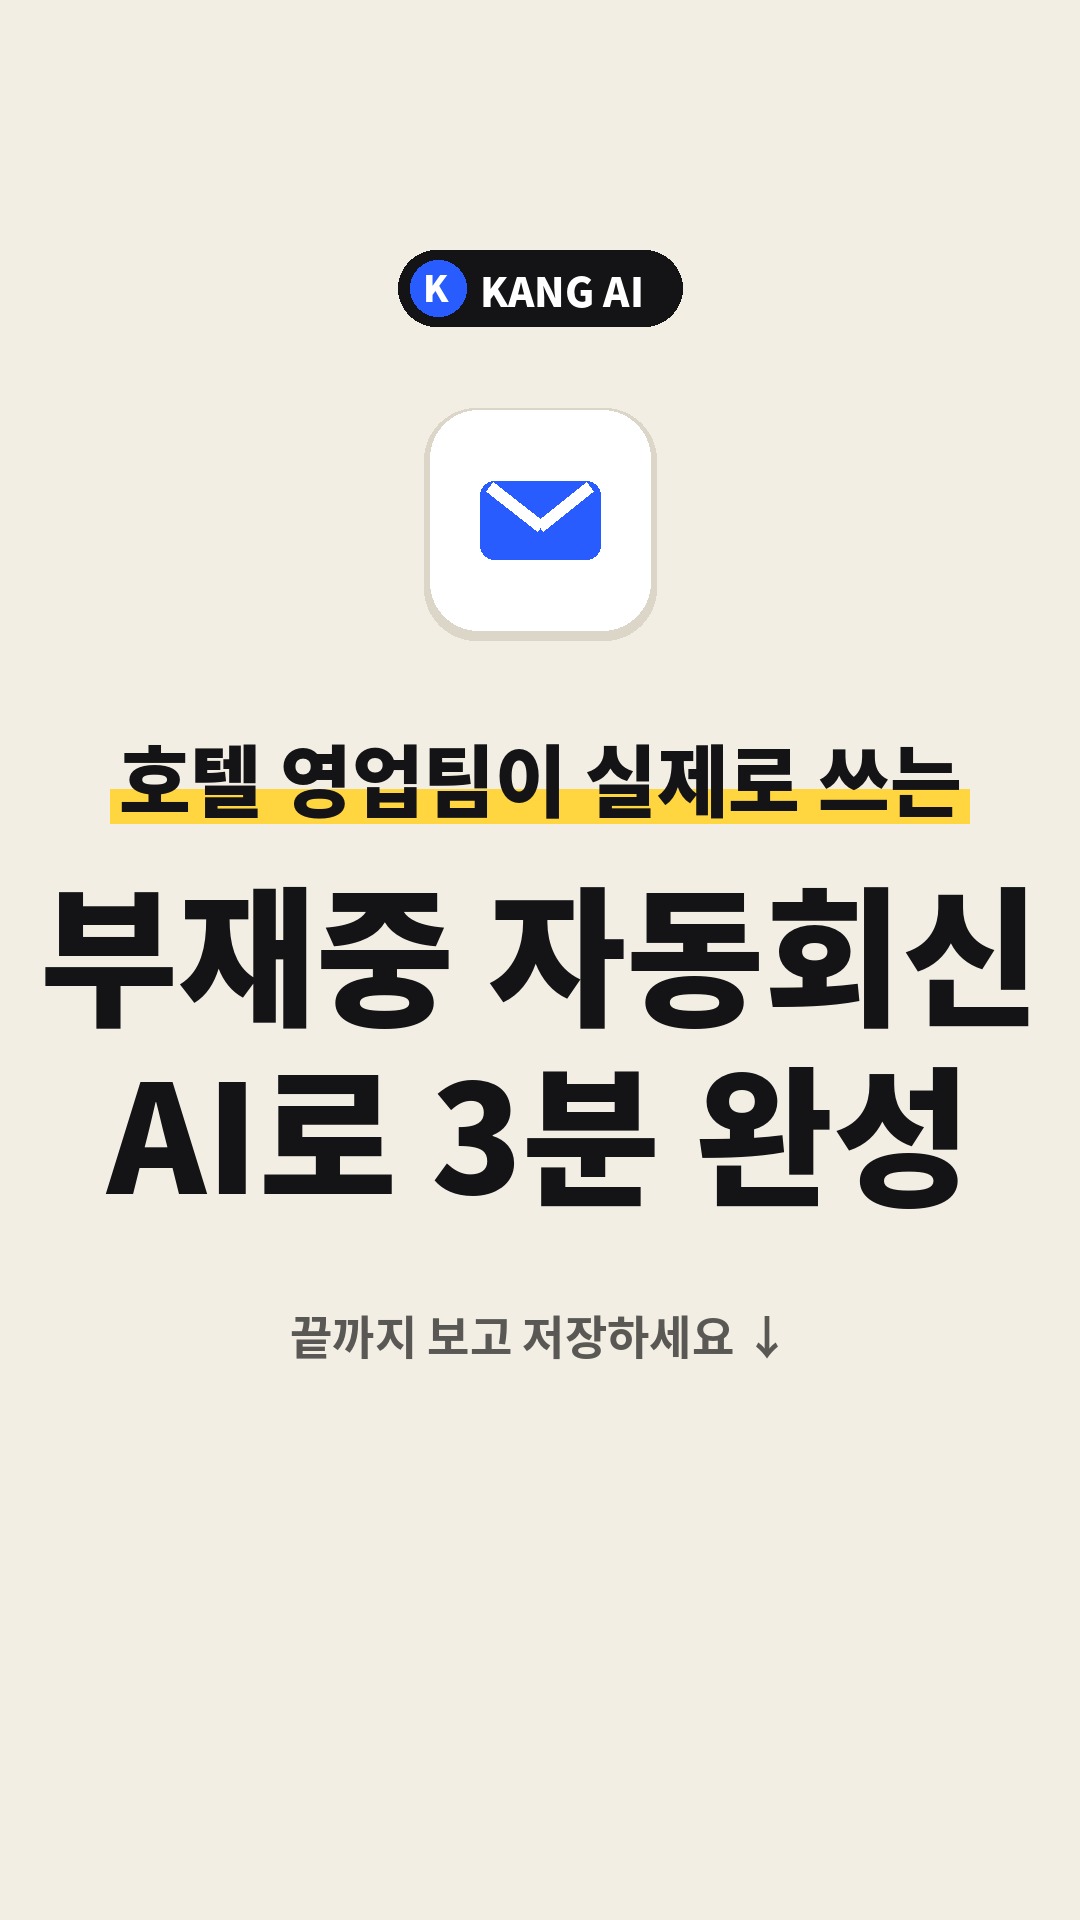 K KANG AI
호텔 영업팀이 실제로 쓰는
부재중 자동회신
AI로 3분 완성
끝까지 보고 저장하세요 ↓